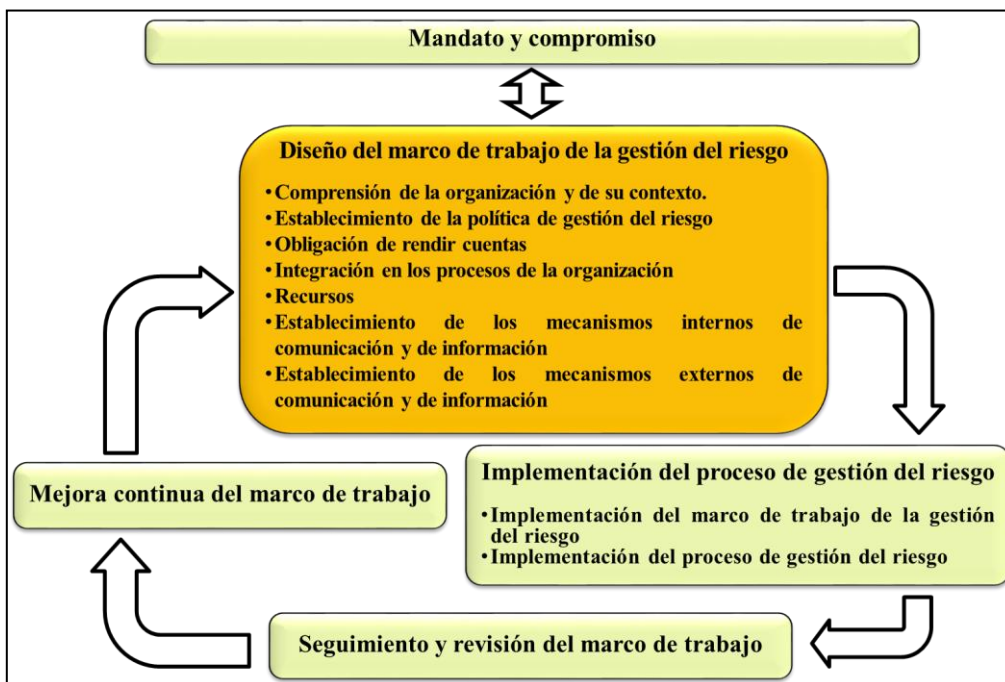 Mandato y compromiso
Diseño del marco de trabajo de la gestión del riesgo
• Comprensión de la organización y de su contexto.
• Establecimiento de la política de gestión del riesgo
• Obligación de rendir cuentas
• Integración en los procesos de la organización
• Recursos
• Establecimiento de los mecanismos internos de
comunicación y de información
• Establecimiento de los mecanismos externos de
comunicación y de información
Implementación del proceso de gestión del riesgo
• Implementación del marco de trabajo de la gestión
del riesgo
• Implementación del proceso de gestión del riesgo
Seguimiento y revisión del marco de trabajo
Mejora continua del marco de trabajo